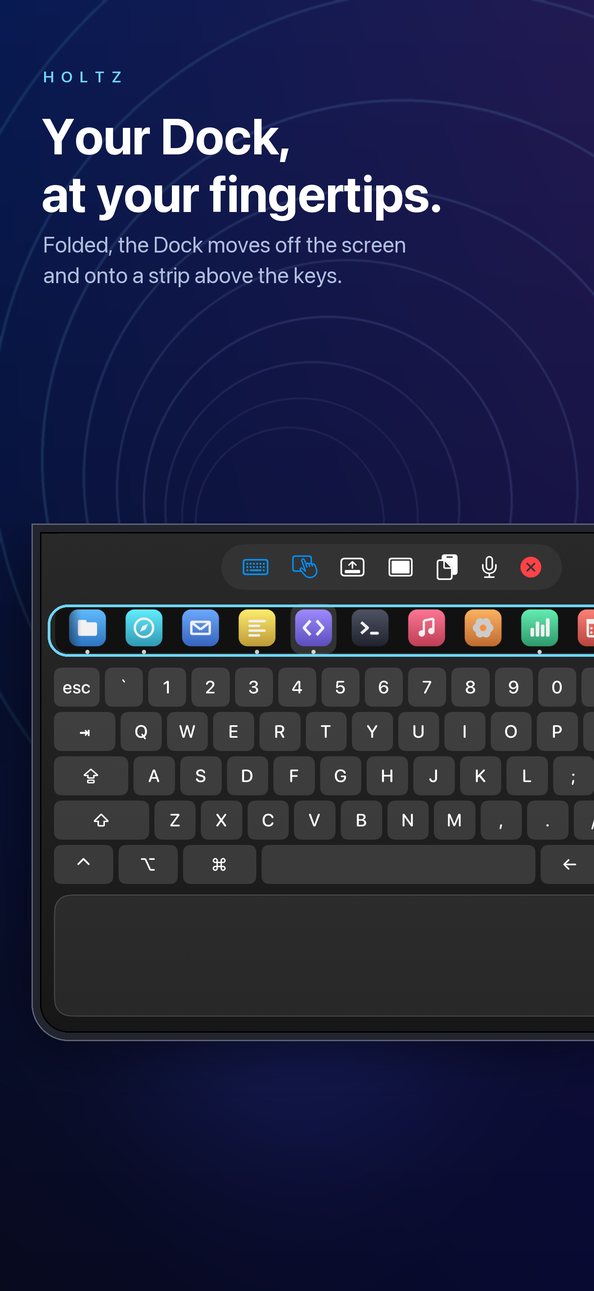 HOLTZ
Your Dock,
at your fingertips.
Folded, the Dock moves off the screen
and onto a strip above the keys.
esc ` 1 2 3 4 5 6 7 8 9 0
⇥ Q W E R T Y U I O P
⇪ A S D F G H J K L ;
⇧ Z X C V B N M , . /
^ ⌥ ⌘ ←